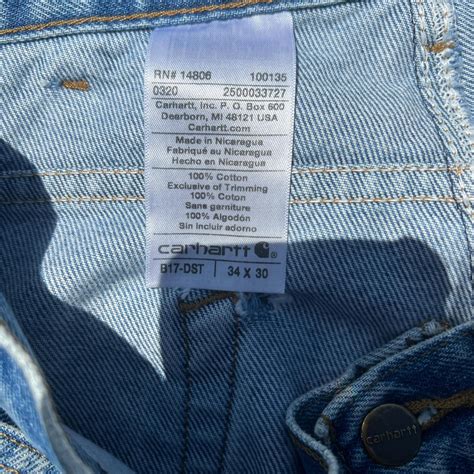 RN# 14806 100135
0320 2500033727
Carhartt, Inc. P. O. Box 600
Dearborn, MI 48121 USA
Carhartt.com
Made in Nicaragua
Fabriqué au Nicaragua
Hecho en Nicaragua
100% Cotton
Exclusive of Trimming
100% Coton
Sans garniture
100% Algodón
Sin incluir adorno
carhartt
B17-DST 34 X 30
carhartt